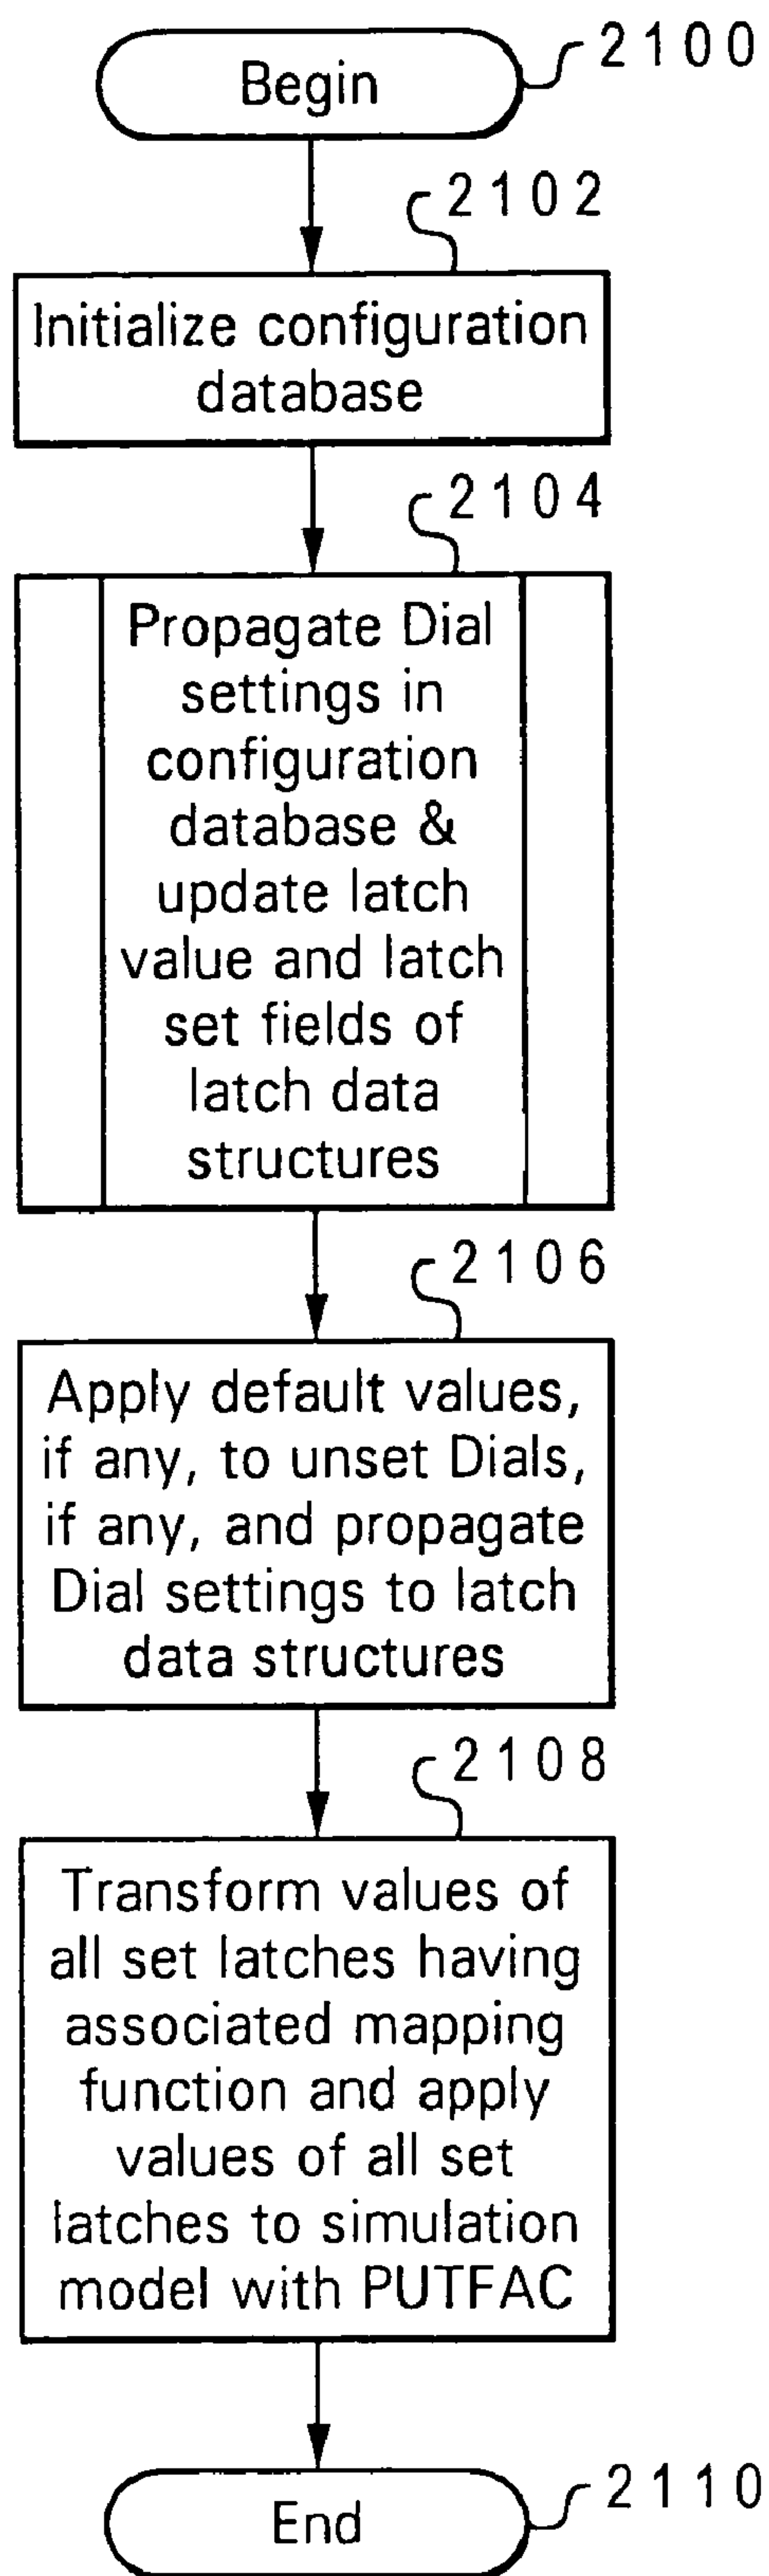 2100
Begin
2102
Initialize configuration
database
2104
Propagate Dial
settings in
configuration
database &
update latch
value and latch
set fields of
latch data
structures
2106
Apply default values,
if any, to unset Dials,
if any, and propagate
Dial settings to latch
data structures
2108
Transform values of
all set latches having
associated mapping
function and apply
values of all set
latches to simulation
model with PUTFAC
End
2110